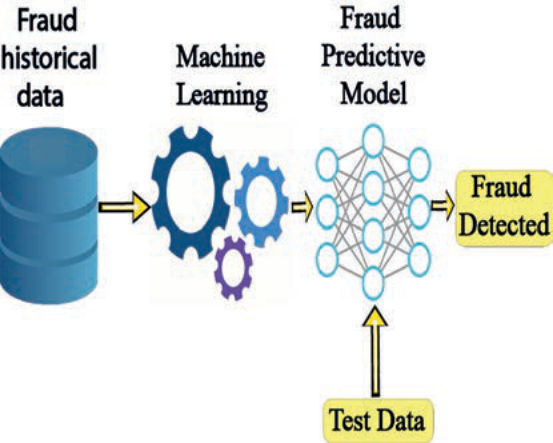 Fraud
historical
data
Machine
Learning
Fraud
Predictive
Model
Fraud
Detected
Test Data